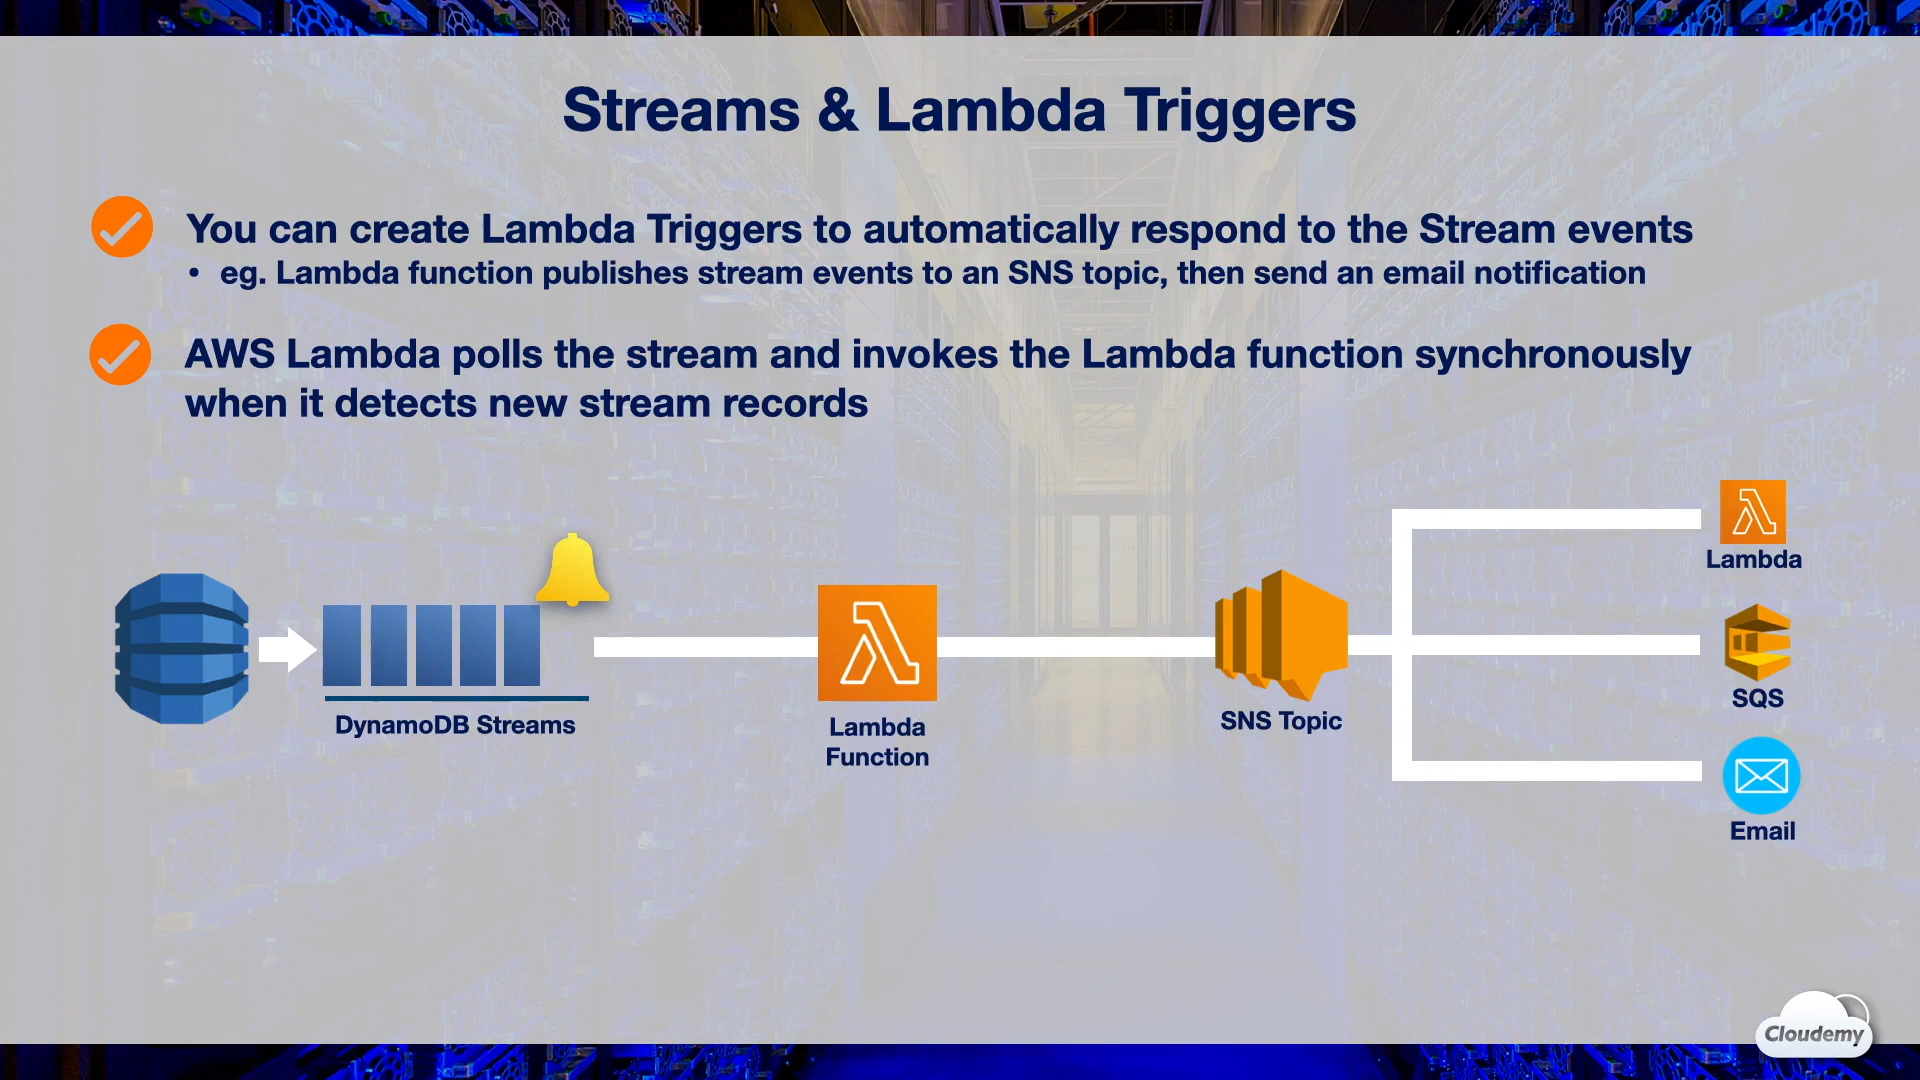 Streams & Lambda Triggers
You can create Lambda Triggers to automatically respond to the Stream events
• eg. Lambda function publishes stream events to an SNS topic, then send an email notification
AWS Lambda polls the stream and invokes the Lambda function synchronously
when it detects new stream records
DynamoDB Streams
Lambda
Function
SNS Topic
Lambda
SQS
Email
Cloudemy